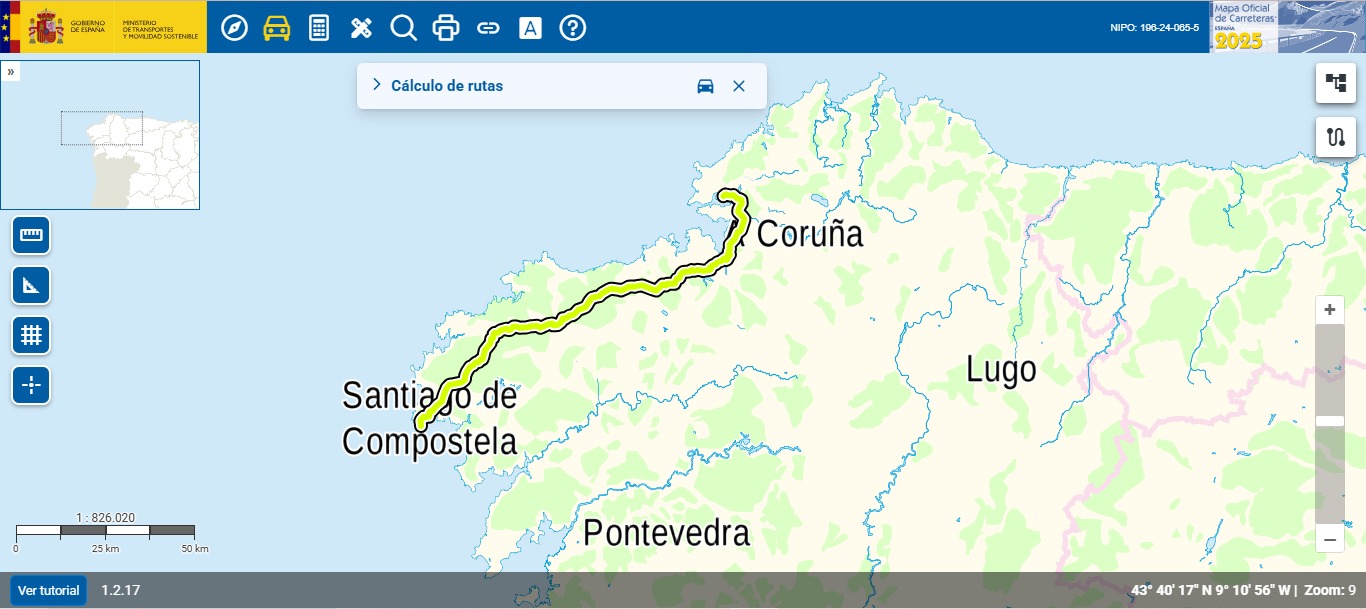 GOBIERNO
DE ESPAÑA
MINISTERIO
DE TRANSPORTES
Y MOVILIDAD SOSTENIBLE
A
?
NIPO: 196-24-065-5
Mapa Oficial
de Carreteras
ESPAÑA
2025
»
Cálculo de rutas
A Coruña
Lugo
Santiago de
Compostela
Pontevedra
+
−
1 : 826.020
0 25 km 50 km
Ver tutorial 1.2.17
43° 40' 17" N 9° 10' 56" W | Zoom: 9